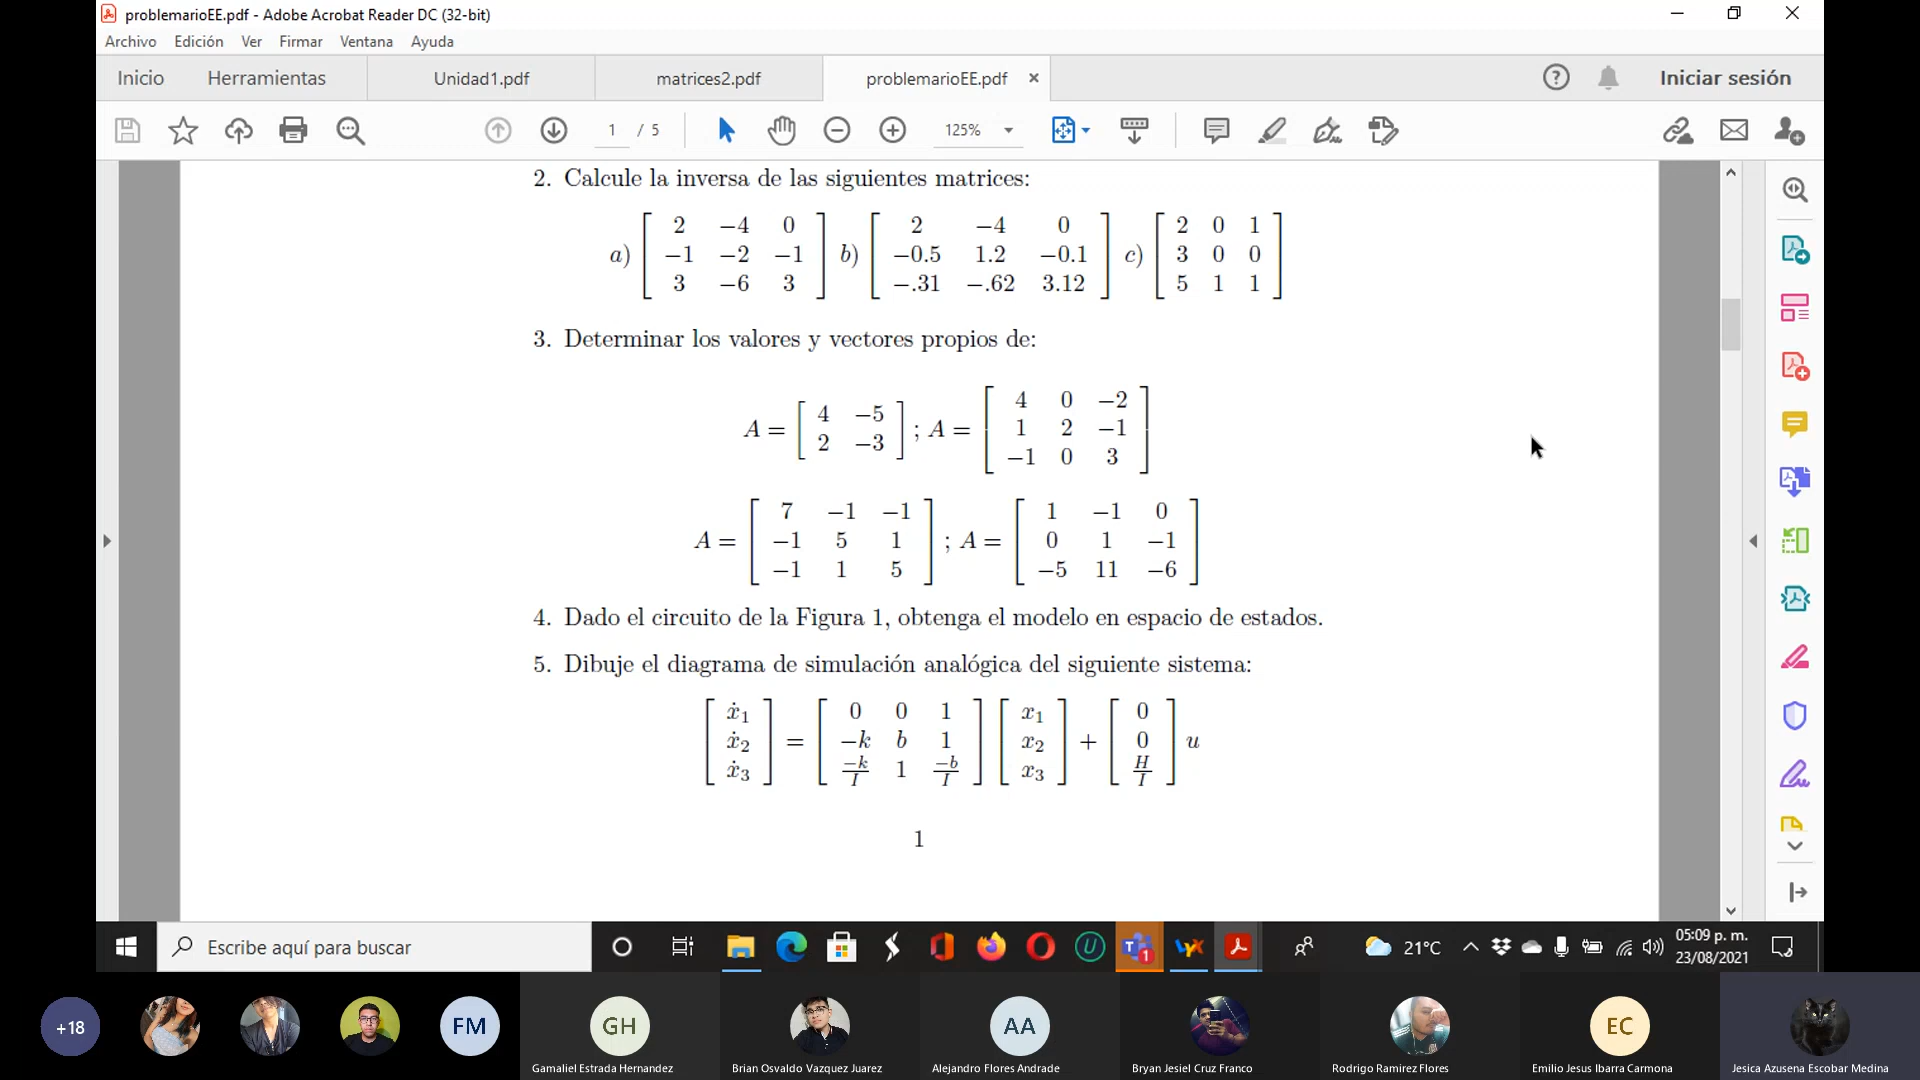 problemarioEE.pdf - Adobe Acrobat Reader DC (32-bit)
Archivo Edición Ver Firmar Ventana Ayuda
Inicio Herramientas Unidad1.pdf matrices2.pdf problemarioEE.pdf × ? Iniciar sesión
1 / 5 125%
2. Calcule la inversa de las siguientes matrices:
a) [ 2 −4 0 ; −1 −2 −1 ; 3 −6 3 ] b) [ 2 −4 0 ; −0.5 1.2 −0.1 ; −.31 −.62 3.12 ] c) [ 2 0 1 ; 3 0 0 ; 5 1 1 ]
3. Determinar los valores y vectores propios de:
A = [ 4 −5 ; 2 −3 ] ; A = [ 4 0 −2 ; 1 2 −1 ; −1 0 3 ]
A = [ 7 −1 −1 ; −1 5 1 ; −1 1 5 ] ; A = [ 1 −1 0 ; 0 1 −1 ; −5 11 −6 ]
4. Dado el circuito de la Figura 1, obtenga el modelo en espacio de estados.
5. Dibuje el diagrama de simulación analógica del siguiente sistema:
[ ẋ1 ; ẋ2 ; ẋ3 ] = [ 0 0 1 ; −k b 1 ; −k/I 1 −b/I ] [ x1 ; x2 ; x3 ] + [ 0 ; 0 ; H/I ] u
1
Escribe aquí para buscar
1
21°C
05:09 p. m.
23/08/2021
+18 FM GH AA EC
Gamaliel Estrada Hernandez
Brian Osvaldo Vazquez Juarez
Alejandro Flores Andrade
Bryan Jesiel Cruz Franco
Rodrigo Ramirez Flores
Emilio Jesus Ibarra Carmona
Jesica Azusena Escobar Medina